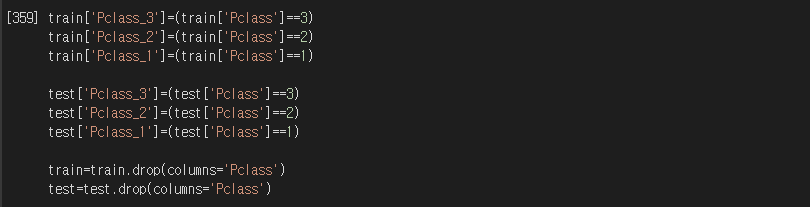 [359] train['Pclass_3']=(train['Pclass']==3)
train['Pclass_2']=(train['Pclass']==2)
train['Pclass_1']=(train['Pclass']==1)
test['Pclass_3']=(test['Pclass']==3)
test['Pclass_2']=(test['Pclass']==2)
test['Pclass_1']=(test['Pclass']==1)
train=train.drop(columns='Pclass')
test=test.drop(columns='Pclass')